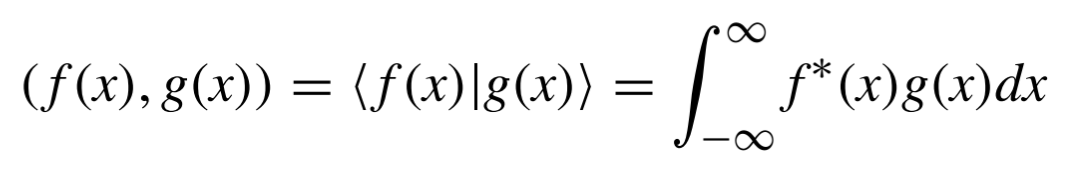 (f(x), g(x)) = ⟨f(x)|g(x)⟩ = ∫_{-∞}^{∞} f*(x)g(x)dx